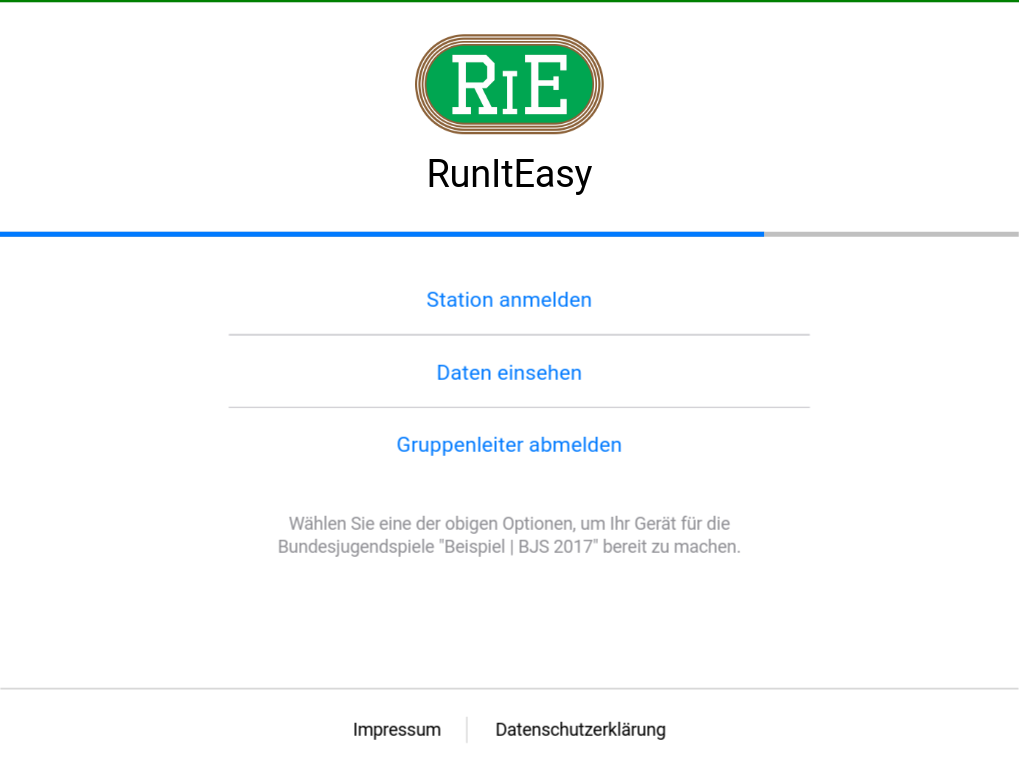 RIE
RunItEasy
Station anmelden
Daten einsehen
Gruppenleiter abmelden
Wählen Sie eine der obigen Optionen, um Ihr Gerät für die
Bundesjugendspiele "Beispiel | BJS 2017" bereit zu machen.
Impressum
Datenschutzerklärung